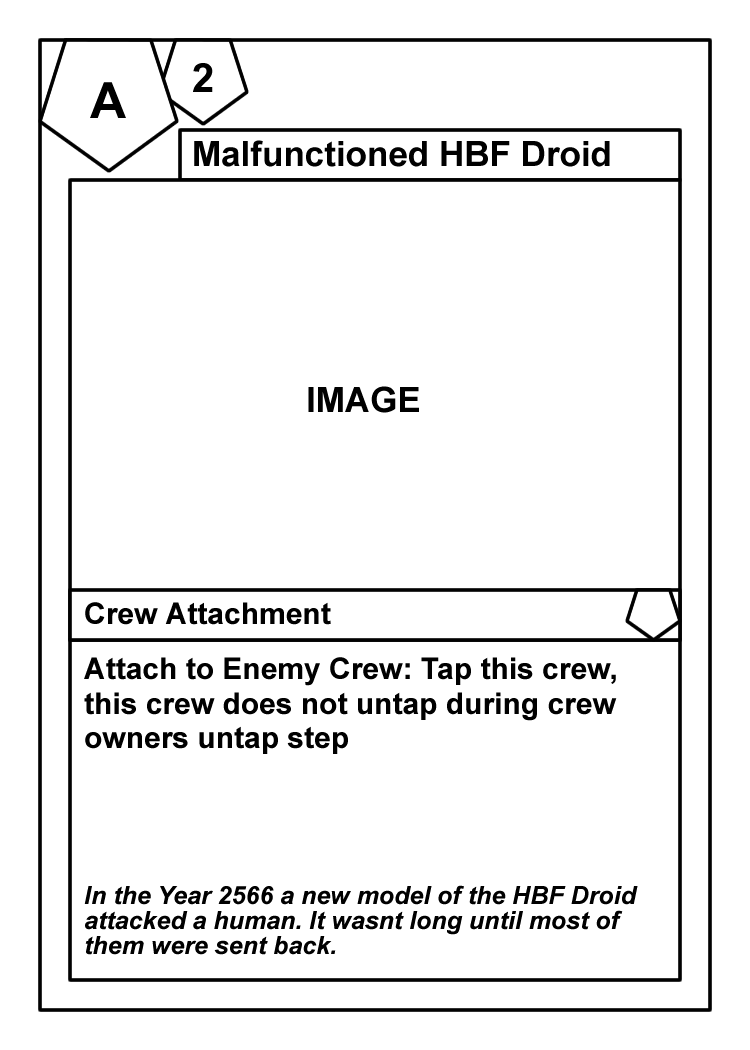 A
2
Malfunctioned HBF Droid
IMAGE
Crew Attachment
Attach to Enemy Crew: Tap this crew,
this crew does not untap during crew
owners untap step
In the Year 2566 a new model of the HBF Droid
attacked a human. It wasnt long until most of
them were sent back.